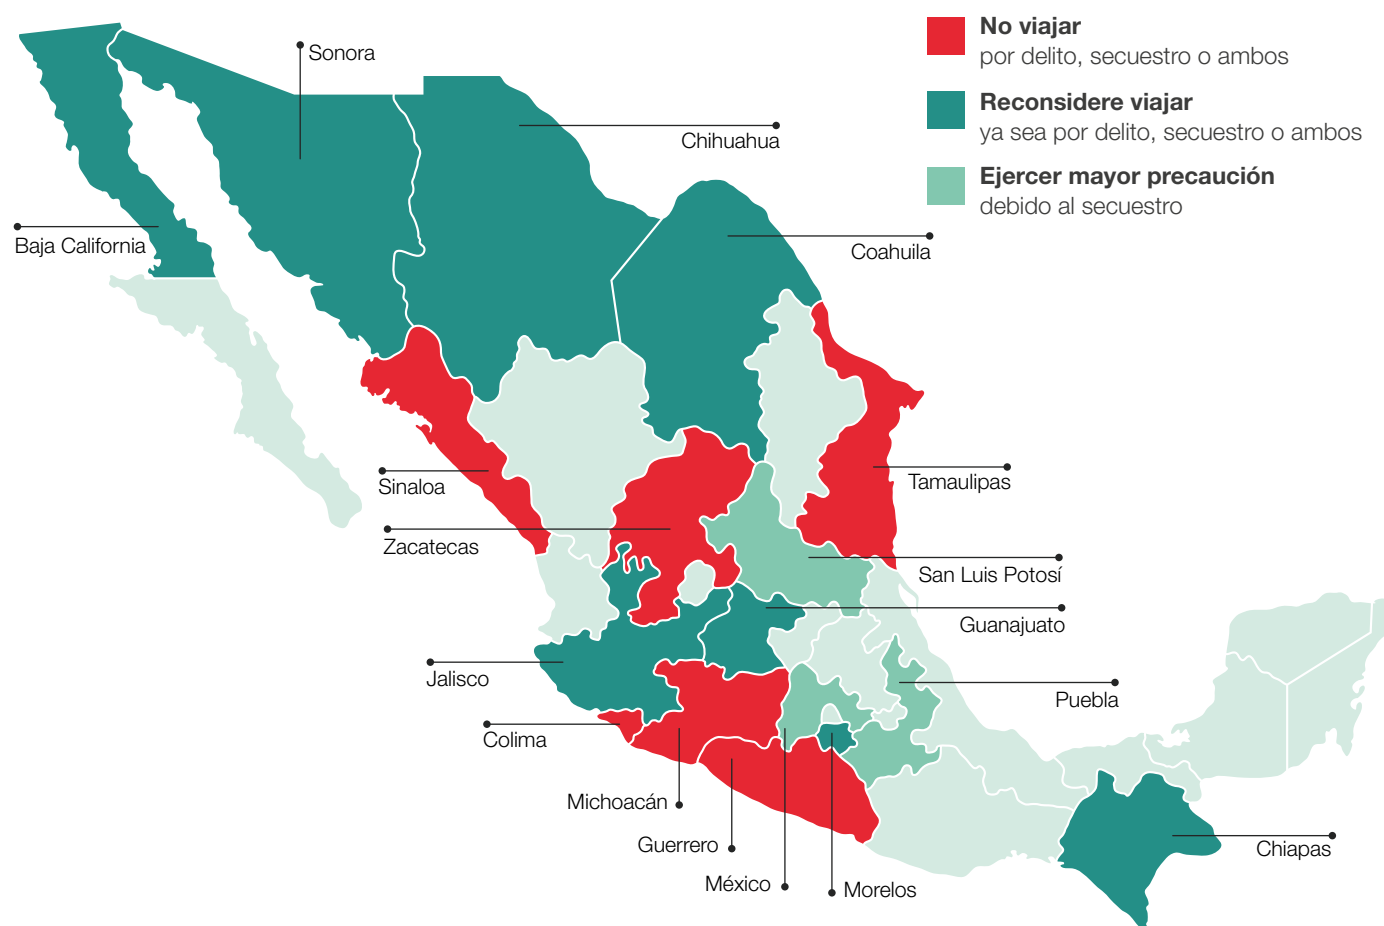 No viajar
por delito, secuestro o ambos
Reconsidere viajar
ya sea por delito, secuestro o ambos
Ejercer mayor precaución
debido al secuestro
Sonora
Chihuahua
Baja California
Coahuila
Sinaloa
Tamaulipas
Zacatecas
San Luis Potosí
Guanajuato
Jalisco
Puebla
Colima
Michoacán
Guerrero
México
Morelos
Chiapas